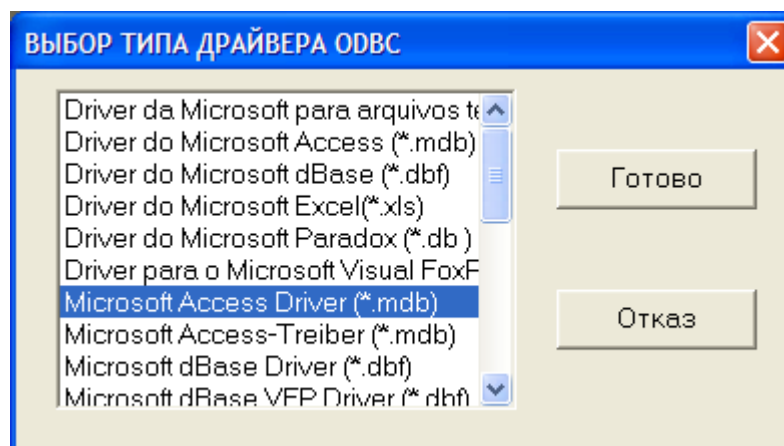 ВЫБОР ТИПА ДРАЙВЕРА ODBC
Driver da Microsoft para arquivos te
Driver do Microsoft Access (*.mdb)
Driver do Microsoft dBase (*.dbf)
Driver do Microsoft Excel(*.xls)
Driver do Microsoft Paradox (*.db )
Driver para o Microsoft Visual FoxP
Microsoft Access Driver (*.mdb)
Microsoft Access-Treiber (*.mdb)
Microsoft dBase Driver (*.dbf)
Microsoft dBase VFP Driver (*.dbf)
Готово
Отказ